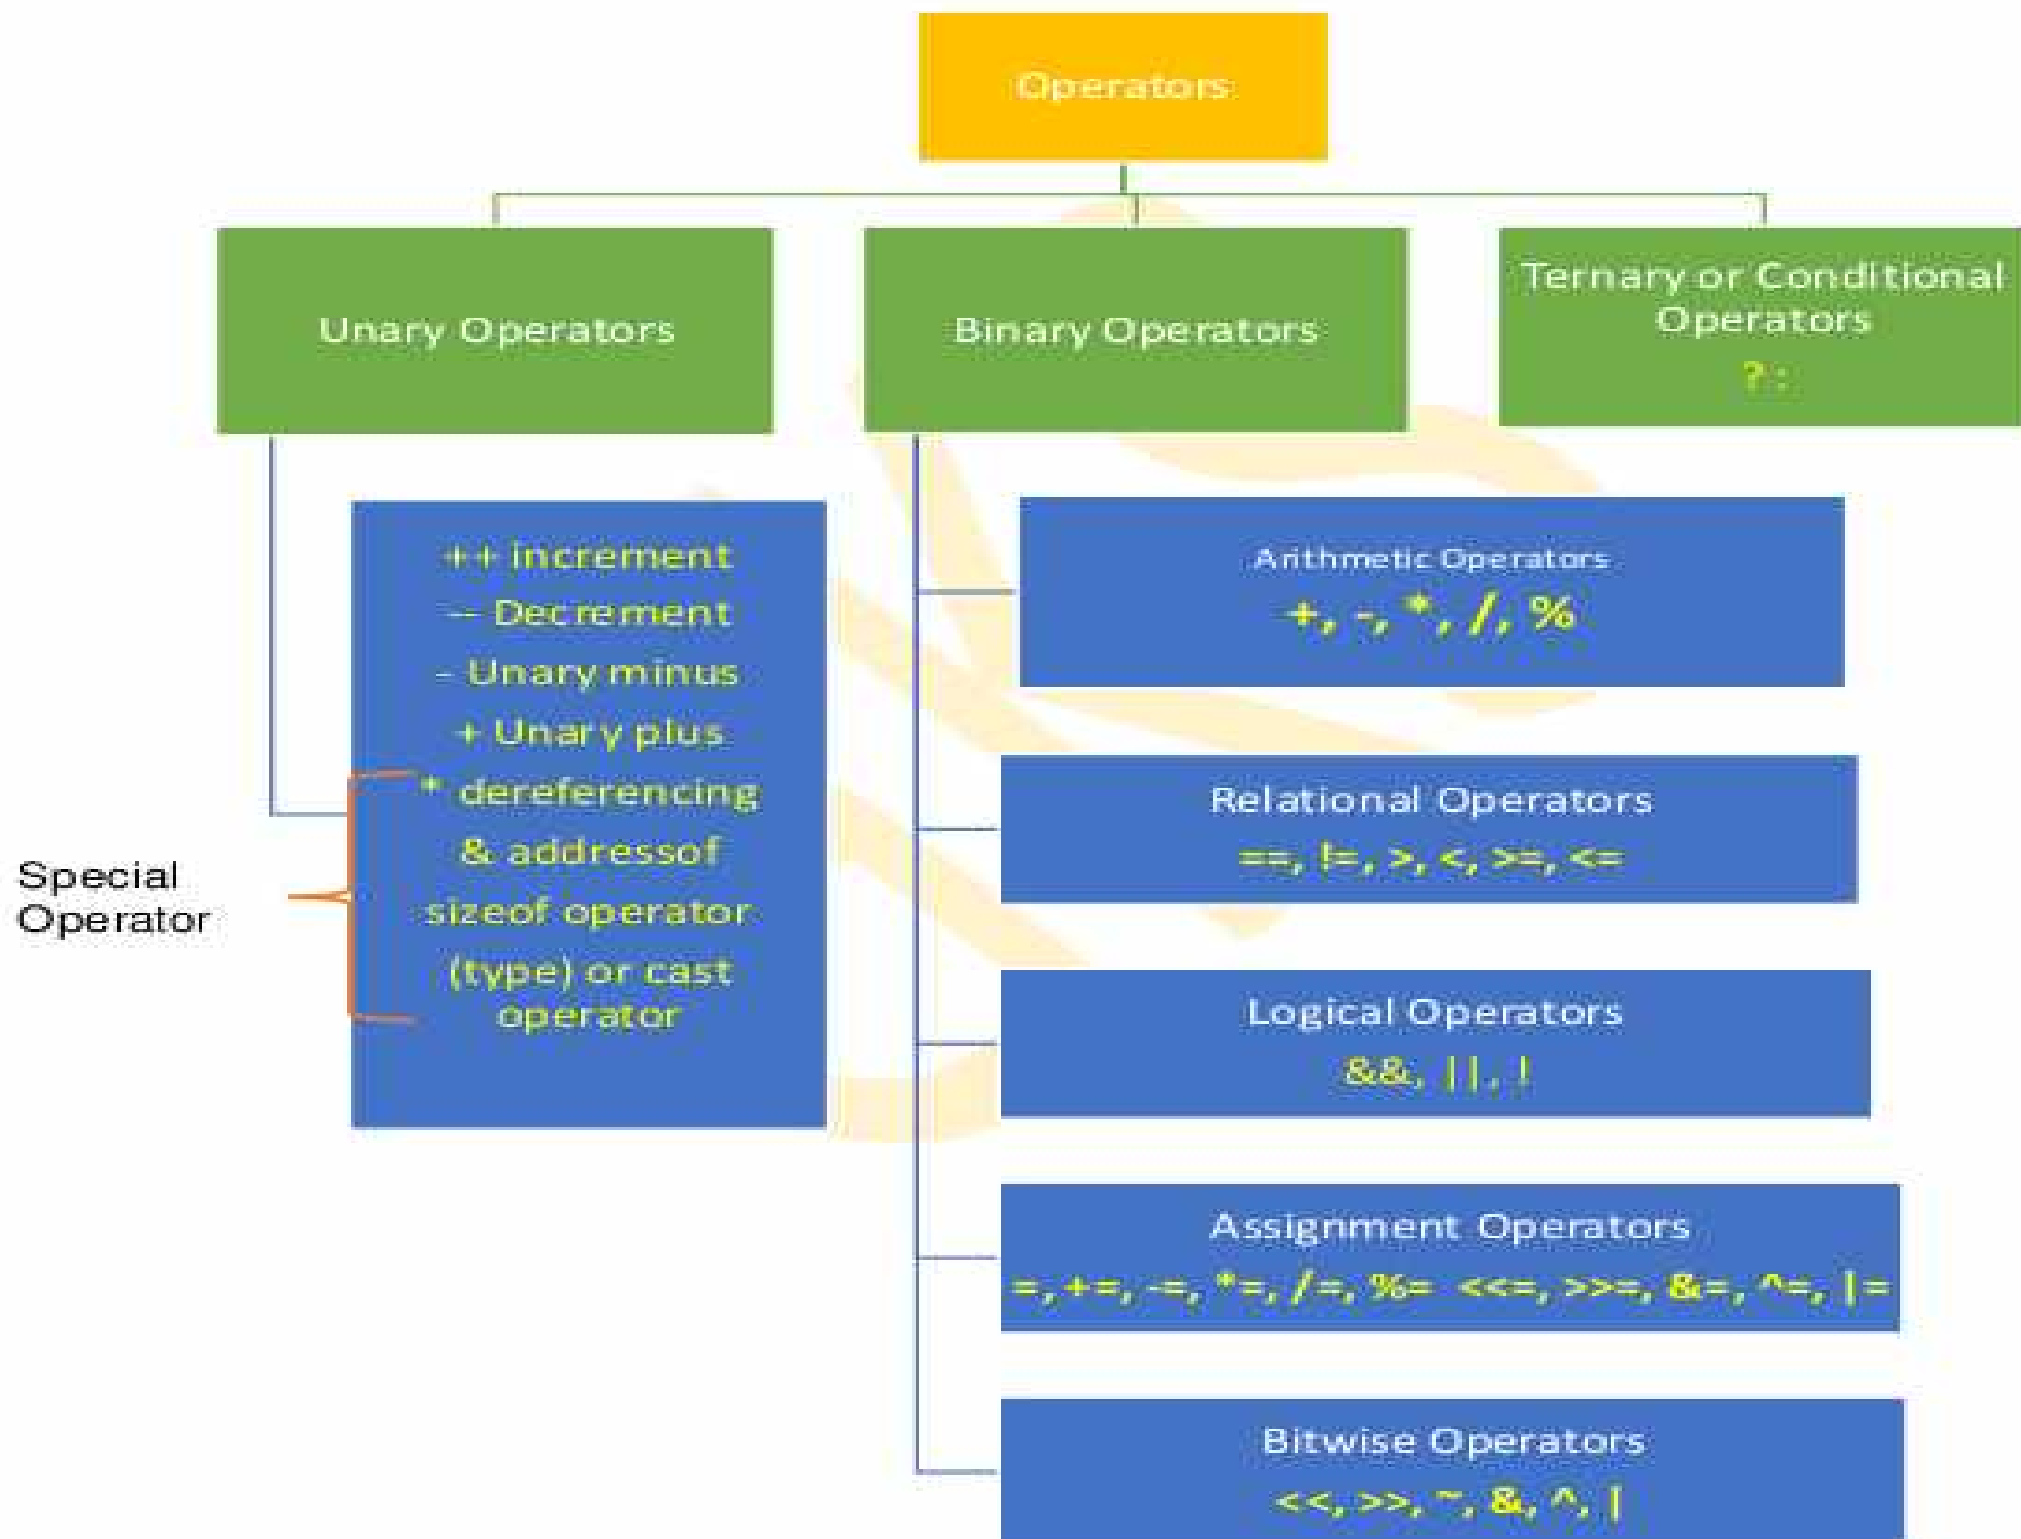 Operators
Unary Operators
Binary Operators
Ternary or Conditional
Operators
? :
++ increment
-- Decrement
- Unary minus
+ Unary plus
* dereferencing
& addressof
sizeof operator
(type) or cast
operator
Special
Operator
Arithmetic Operators
+, -, *, /, %
Relational Operators
==, !=, >, <, >=, <=
Logical Operators
&&, ||, !
Assignment Operators
=, +=, -=, *=, /=, %= <<=, >>=, &=, ^=, |=
Bitwise Operators
<<, >>, ~, &, ^, |